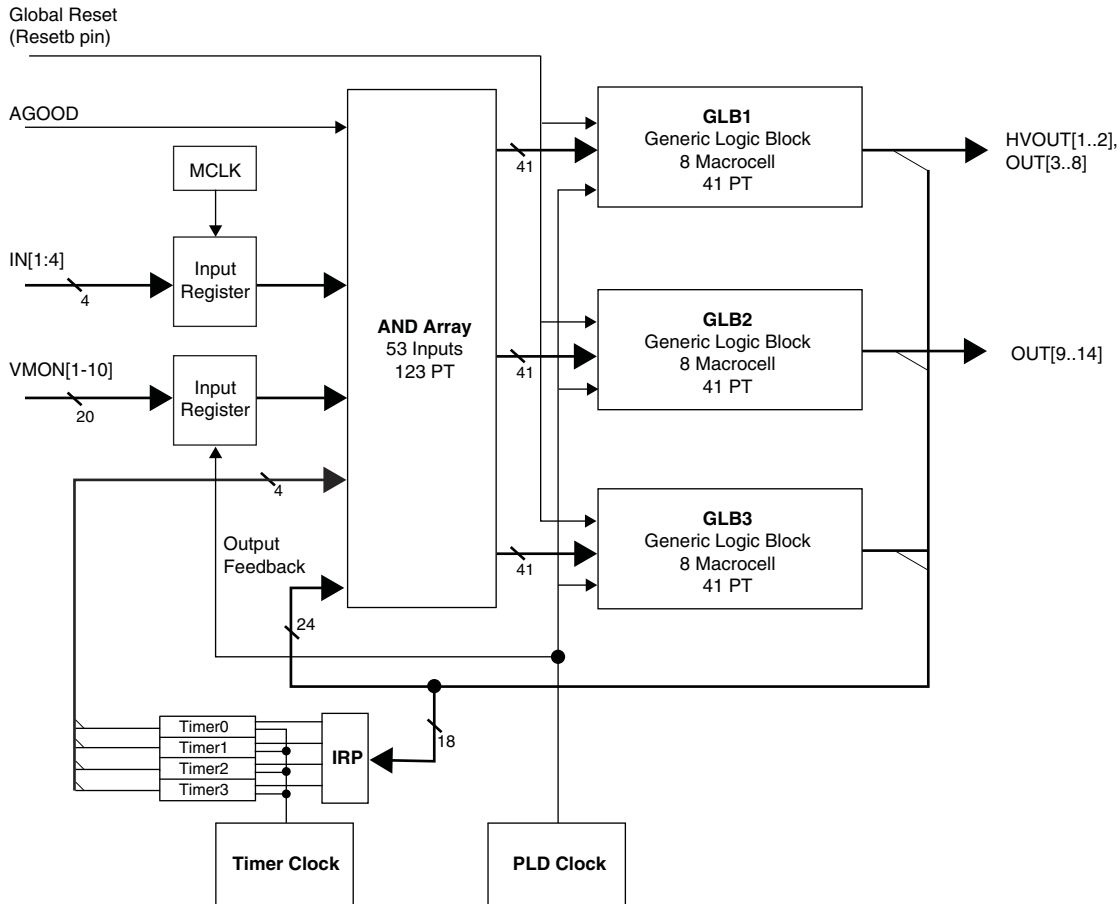 Global Reset
(Resetb pin)
AGOOD
MCLK
IN[1:4]
4
Input
Register
VMON[1-10]
20
Input
Register
AND Array
53 Inputs
123 PT
41
GLB1
Generic Logic Block
8 Macrocell
41 PT
HVOUT[1..2],
OUT[3..8]
41
GLB2
Generic Logic Block
8 Macrocell
41 PT
OUT[9..14]
4
41
GLB3
Generic Logic Block
8 Macrocell
41 PT
Output
Feedback
24
18
Timer0
Timer1
Timer2
Timer3
IRP
Timer Clock
PLD Clock